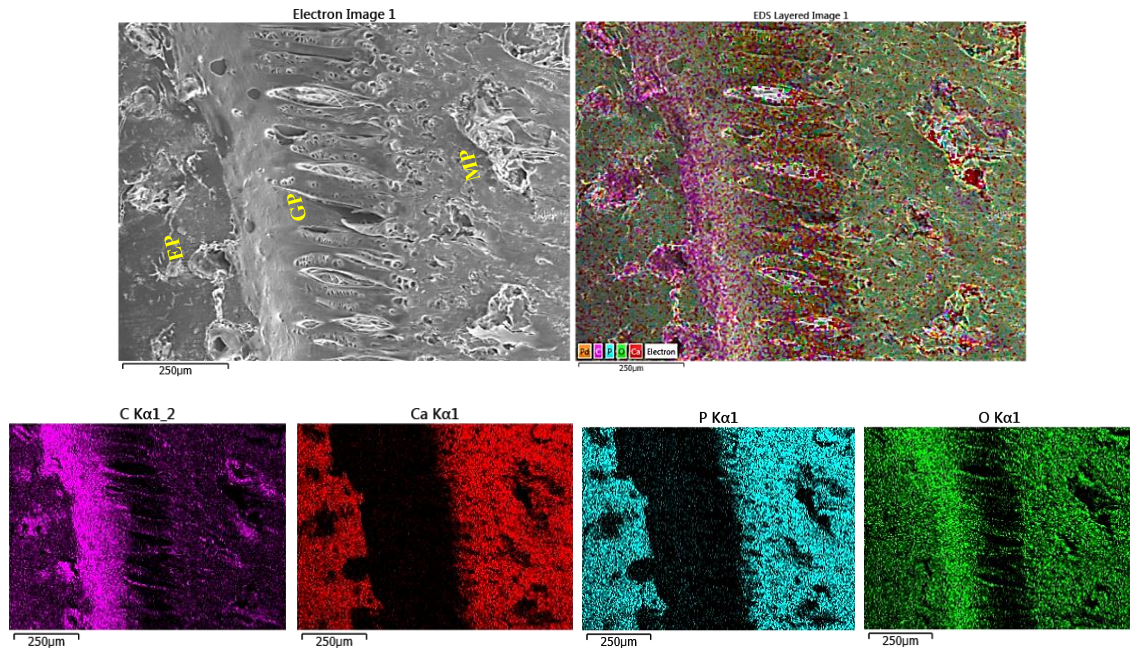 Electron Image 1
EDS Layered Image 1
EP
GP
MP
Pd C P O Ca Electron
250µm
250µm
C Kα1_2
Ca Kα1
P Kα1
O Kα1
250µm
250µm
250µm
250µm